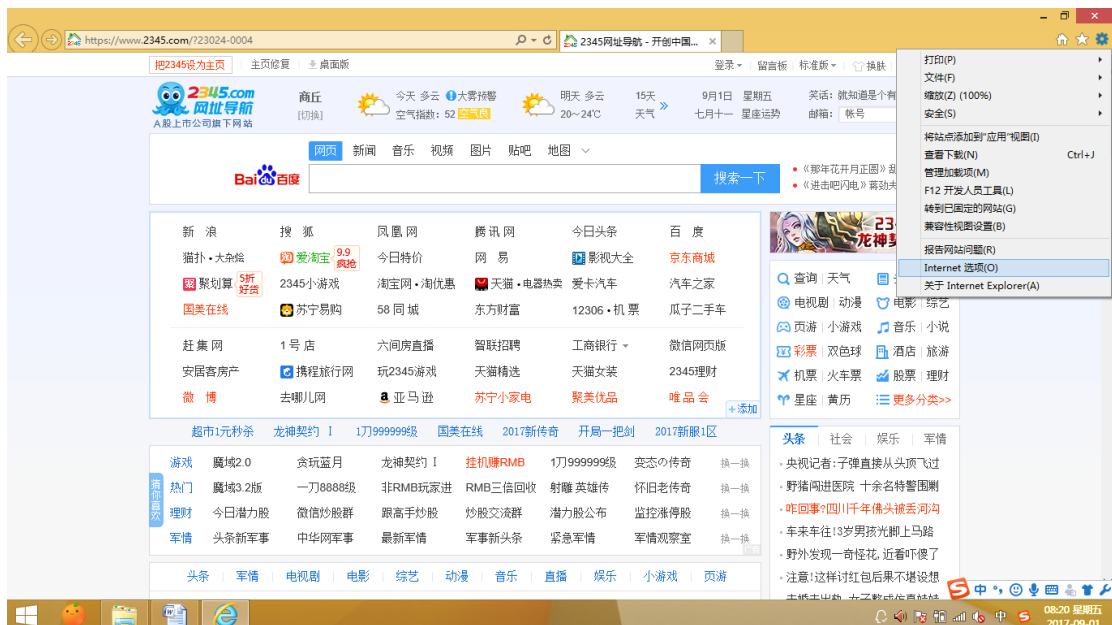 https://www.2345.com/?23024-0004
2345网址导航 - 开创中国...
把2345设为主页 主页修复 桌面版
登录 留言板 标准版 换肤
2345.com
网址导航
A股上市公司旗下网站
商丘
[切换]
今天 多云 大雾预警
空气指数: 52 空气良
明天 多云
20~24℃
15天
天气
9月1日 星期五
七月十一 星座运势
笑话: 就知道是个有
邮箱: 帐号
网页 新闻 音乐 视频 图片 贴吧 地图
Bai百度
搜索一下
《那年花开月正圆》
《进击吧闪电》蒋劲夫
打印(P)
文件(F)
缩放(Z) (100%)
安全(S)
将站点添加到“应用”视图(I)
查看下载(N) Ctrl+J
管理加载项(M)
F12 开发人员工具(L)
转到已固定的网站(G)
兼容性视图设置(B)
报告网站问题(R)
Internet 选项(O)
关于 Internet Explorer(A)
新 浪 搜 狐 凤凰网 腾讯网 今日头条 百 度
猫扑•大杂烩 爱淘宝 9.9疯抢 今日特价 网 易 影视大全 京东商城
聚划算 5折好货 2345小游戏 淘宝网•淘优惠 天猫•电器热卖 爱卡汽车 汽车之家
国美在线 苏宁易购 58同城 东方财富 12306•机票 瓜子二手车
赶集网 1号店 六间房直播 智联招聘 工商银行 微信网页版
安居客房产 携程旅行网 玩2345游戏 天猫精选 天猫女装 2345理财
微 博 去哪儿网 亚马逊 苏宁小家电 聚美优品 唯品会
+添加
超市1元秒杀 龙神契约 Ⅰ 1刀999999级 国美在线 2017新传奇 开局一把剑 2017新服1区
猜你喜欢
游戏 魔域2.0 贪玩蓝月 龙神契约 Ⅰ 挂机赚RMB 1刀999999级 变态の传奇 换一换
热门 魔域3.2版 一刀8888级 非RMB玩家进 RMB三倍回收 射雕英雄传 怀旧老传奇 换一换
理财 今日潜力股 微信炒股群 跟高手炒股 炒股交流群 潜力股公布 监控涨停股 换一换
军情 头条新军事 中华网军事 最新军情 军事新头条 紧急军情 军情观察室 换一换
头条 军情 电视剧 电影 综艺 动漫 音乐 直播 娱乐 小游戏 页游
23
龙神契
查询 天气
电视剧 动漫 电影 综艺
页游 小游戏 音乐 小说
彩票 双色球 酒店 旅游
机票 火车票 股票 理财
星座 黄历 更多分类>>
头条 社会 娱乐 军情
央视记者:子弹直接从头顶飞过
野猪闯进医院 十余名特警围剿
咋回事?四川千年佛头被丢河沟
车来车往!3岁男孩光脚上马路
野外发现一奇怪花, 近看吓傻了
注意!这样讨红包后果不堪设想
中
中
08:20 星期五
2017-09-01